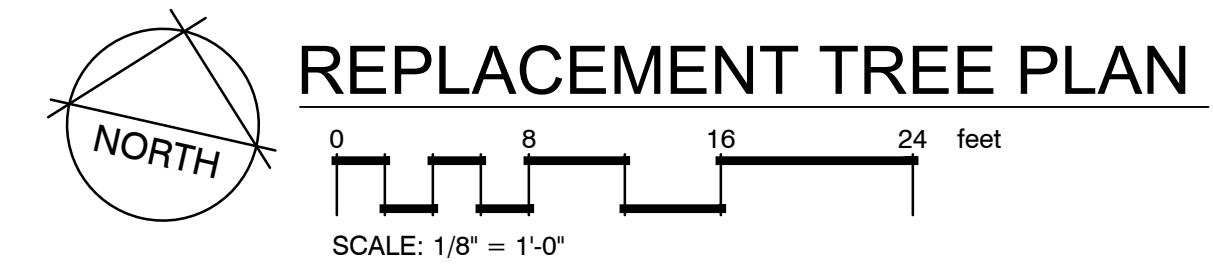 REPLACEMENT TREE PLAN
NORTH
0 8 16 24 feet
SCALE: 1/8" = 1'-0"